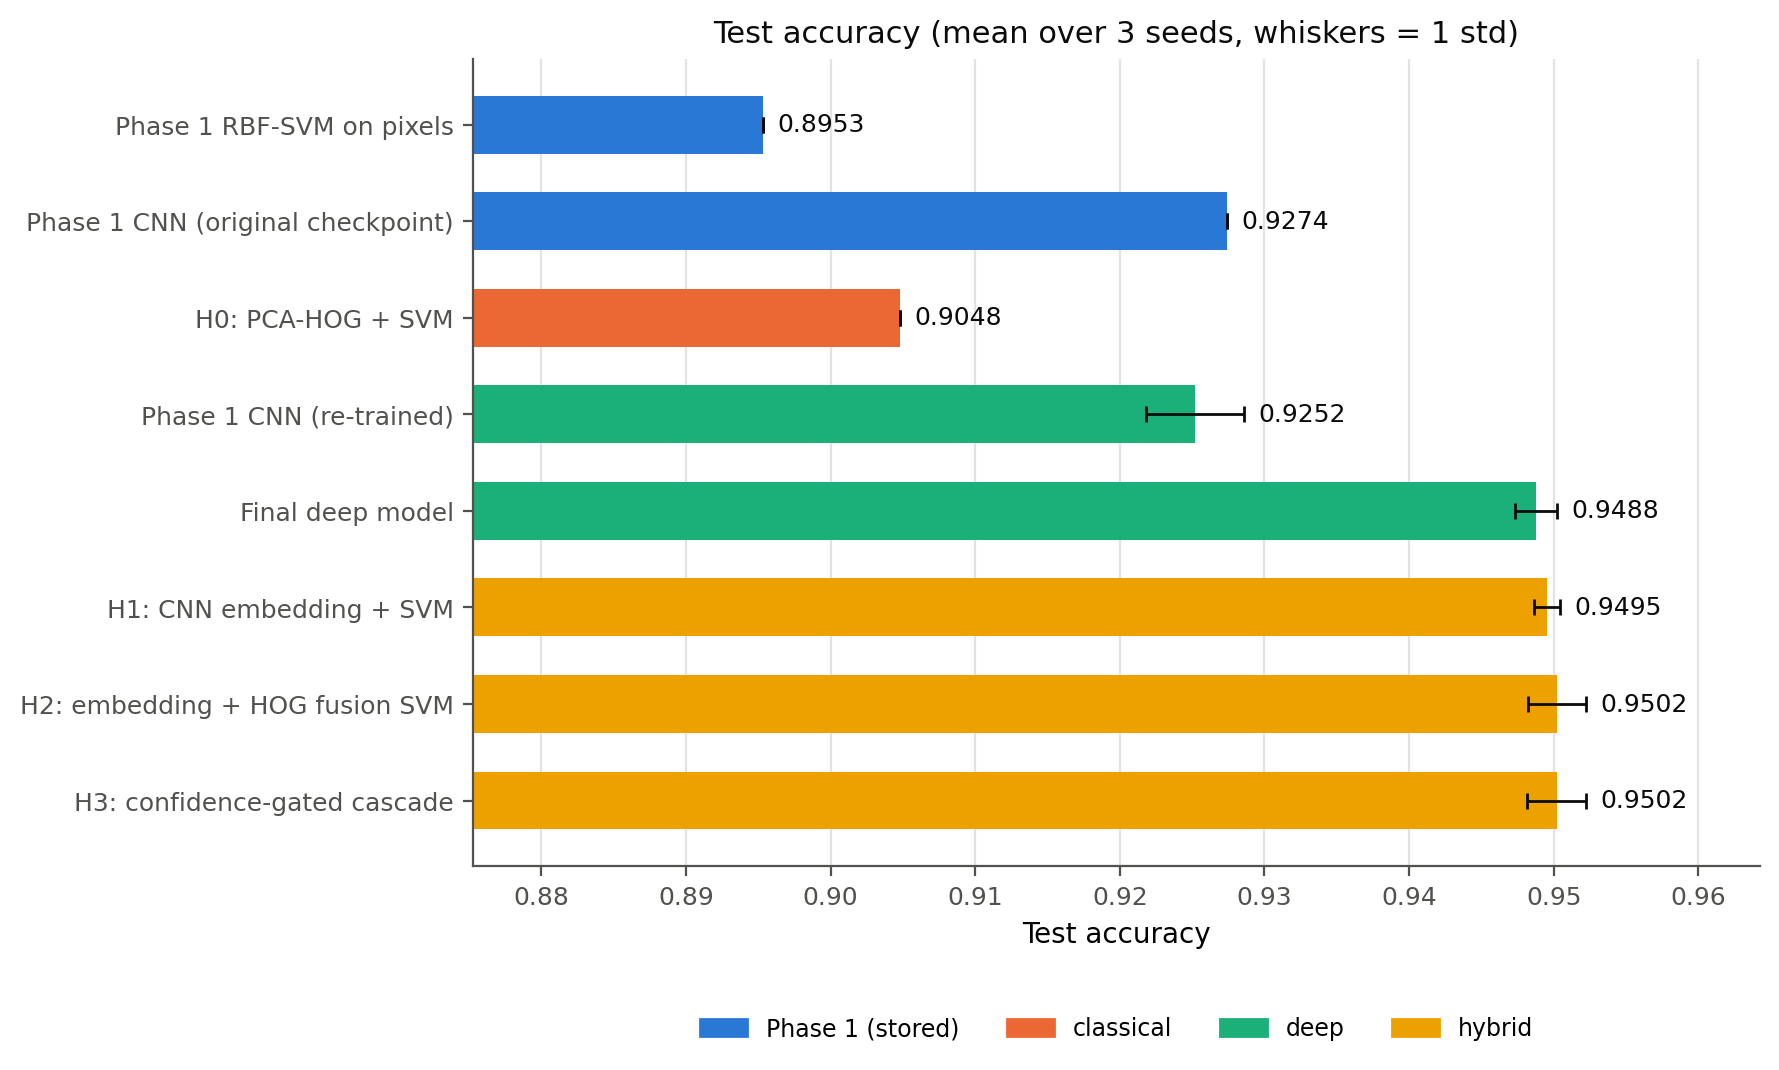 Test accuracy (mean over 3 seeds, whiskers = 1 std)
Phase 1 RBF-SVM on pixels
0.8953
Phase 1 CNN (original checkpoint)
0.9274
H0: PCA-HOG + SVM
0.9048
Phase 1 CNN (re-trained)
0.9252
Final deep model
0.9488
H1: CNN embedding + SVM
0.9495
H2: embedding + HOG fusion SVM
0.9502
H3: confidence-gated cascade
0.9502
0.88 0.89 0.90 0.91 0.92 0.93 0.94 0.95 0.96
Test accuracy
Phase 1 (stored) classical deep hybrid